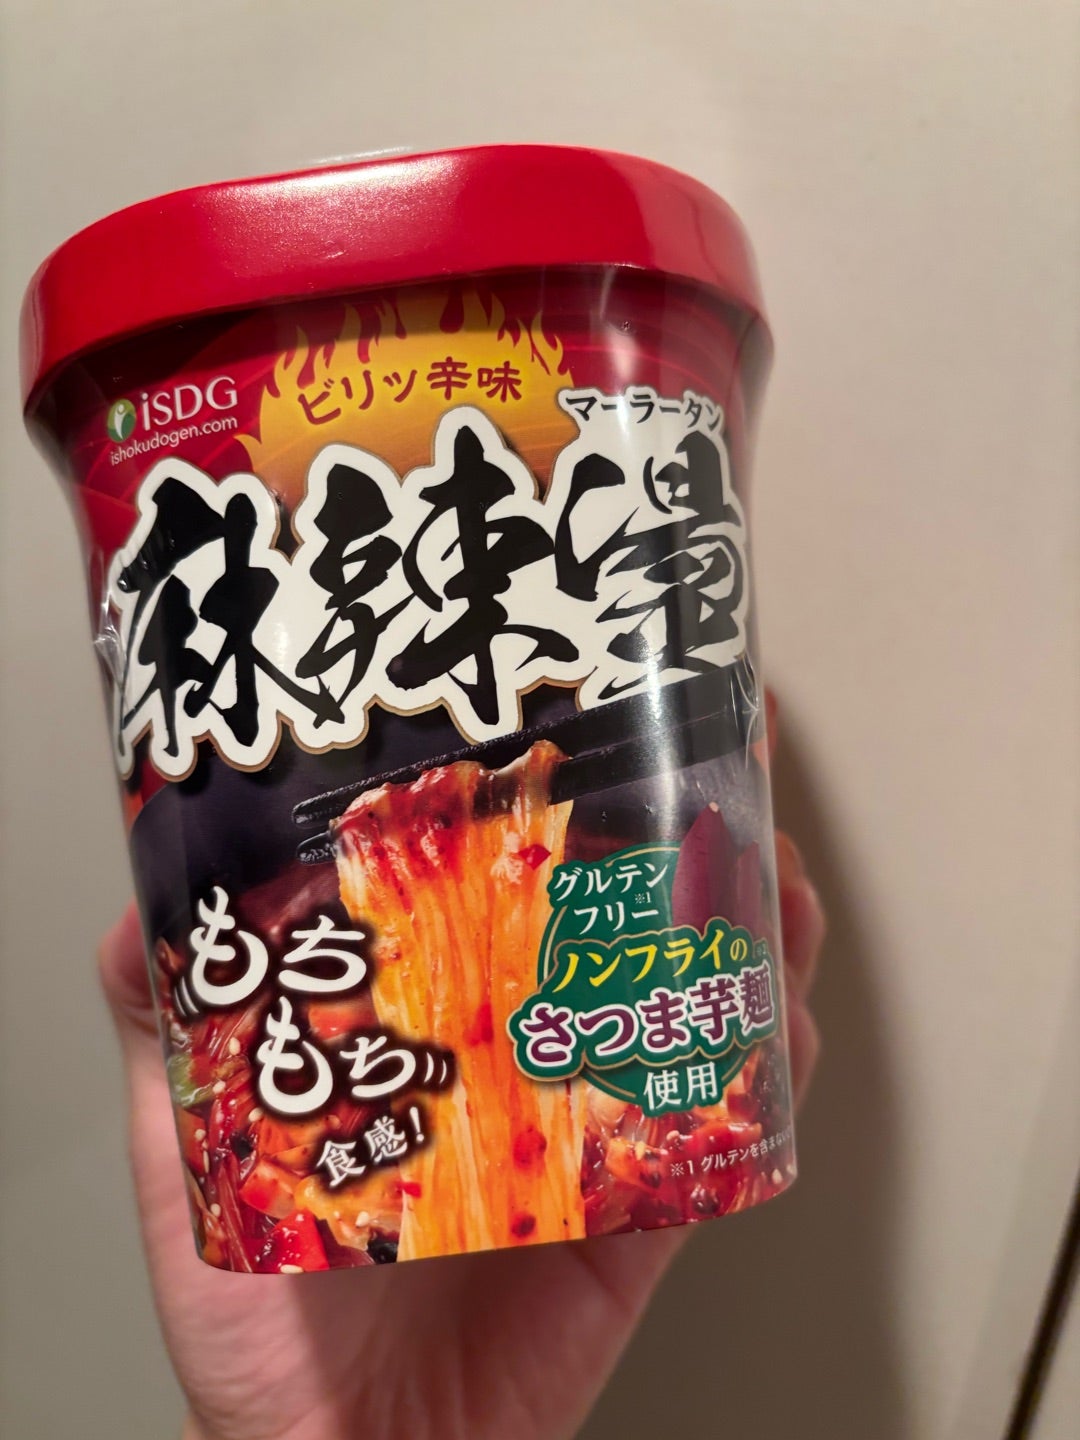 iSDG
ishokudogen.com
ビリッ辛味
マーラータン
麻辣湯
もち
もち
食感!
グルテン
フリー※1
ノンフライの※2
さつま芋麺
使用
※1 グルテンを含まない